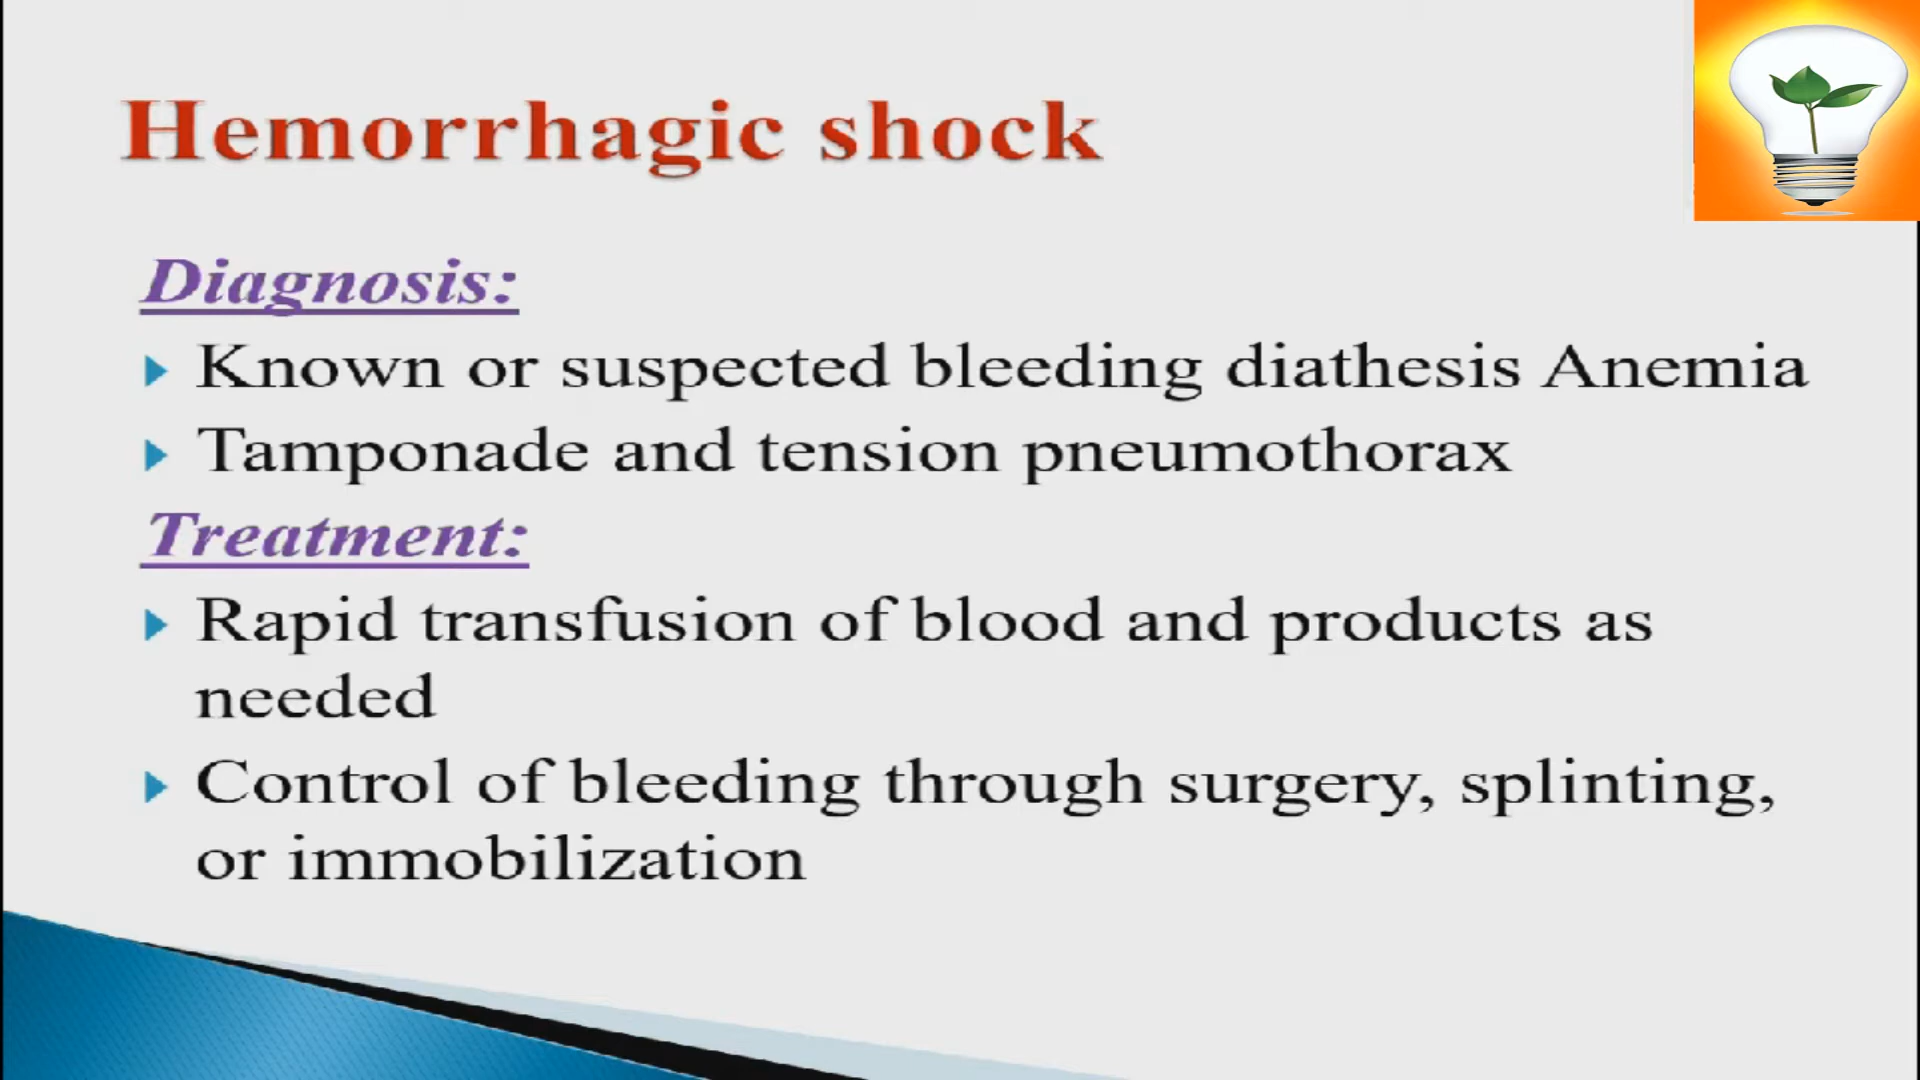 Hemorrhagic shock
Diagnosis:
Known or suspected bleeding diathesis Anemia
Tamponade and tension pneumothorax
Treatment:
Rapid transfusion of blood and products as
needed
Control of bleeding through surgery, splinting,
or immobilization